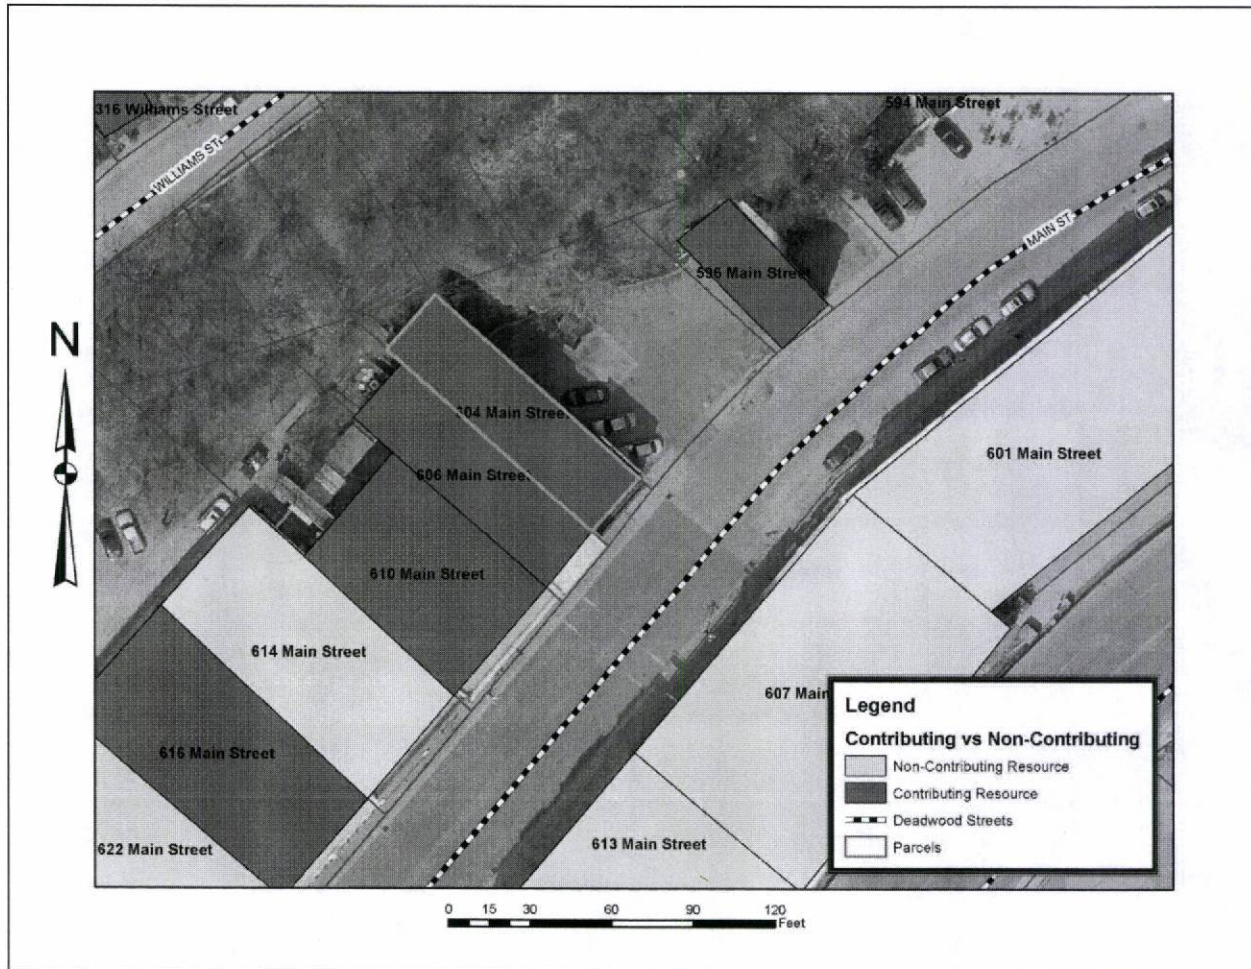 316 Williams Street
594 Main Street
WILLIAMS ST
MAIN ST
596 Main Street
N
604 Main Street
601 Main Street
606 Main Street
610 Main Street
614 Main Street
607 Main
616 Main Street
622 Main Street
613 Main Street
Legend
Contributing vs Non-Contributing
Non-Contributing Resource
Contributing Resource
Deadwood Streets
Parcels
0 15 30 60 90 120
Feet